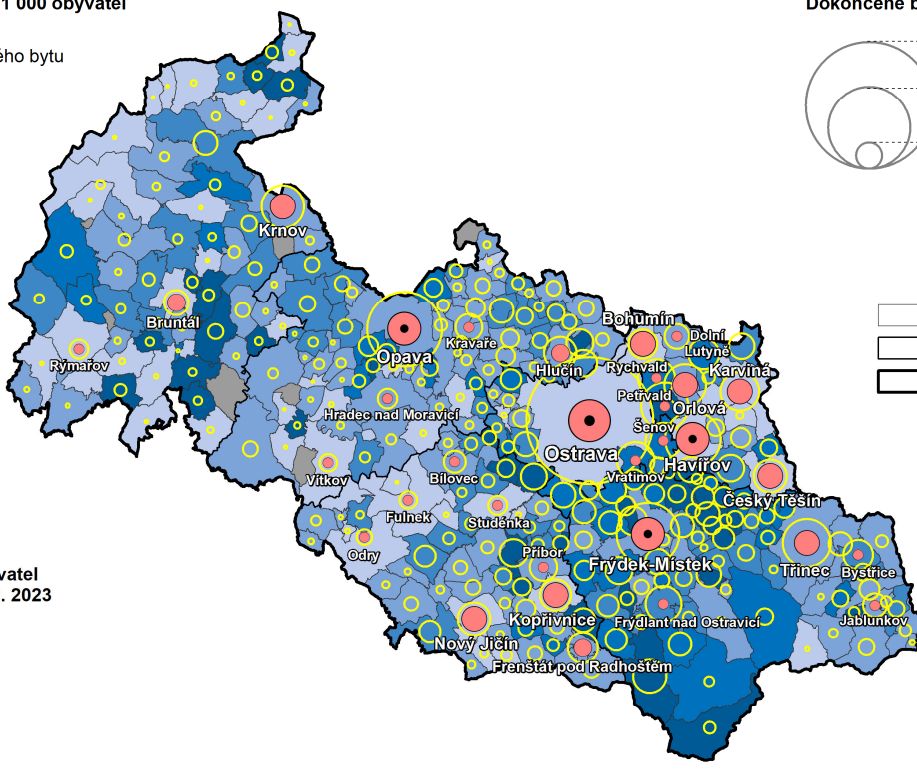 1 000 obyvatel
Dokončené b
ého bytu
Krnov
Bruntál
Rýmařov
Opava
Kravaře
Hlučín
Bohumín
Dolní
Lutyně
Rychvald
Karviná
Petřvald
Orlová
Šenov
Hradec nad Moravicí
Ostrava
Havířov
Vratimov
Vítkov
Bílovec
Český Těšín
Fulnek
Studénka
Odry
Příbor
Frýdek-Místek
Třinec
Bystřice
Kopřivnice
Frýdlant nad Ostravicí
Jablunkov
Nový Jičín
Frenštát pod Radhoštěm
vatel
. 2023